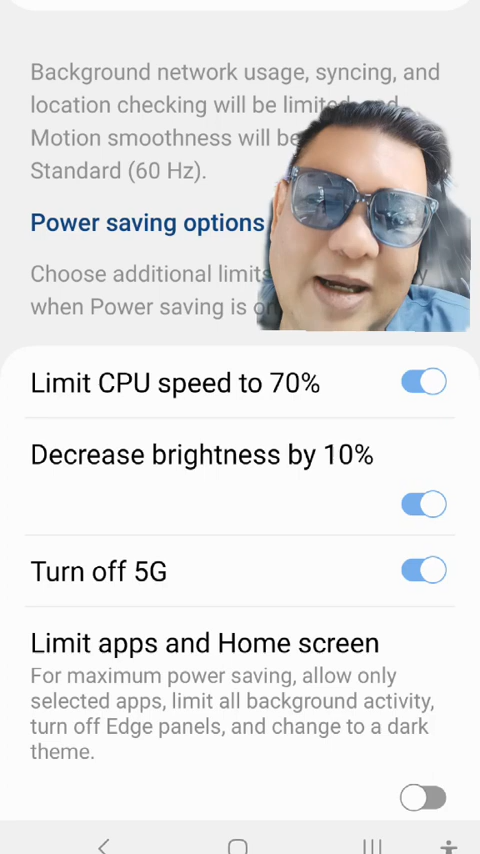 Background network usage, syncing, and
location checking will be limited, and
Motion smoothness will be
Standard (60 Hz).
Power saving options
Choose additional limits
when Power saving is on
Limit CPU speed to 70%
Decrease brightness by 10%
Turn off 5G
Limit apps and Home screen
For maximum power saving, allow only
selected apps, limit all background activity,
turn off Edge panels, and change to a dark
theme.